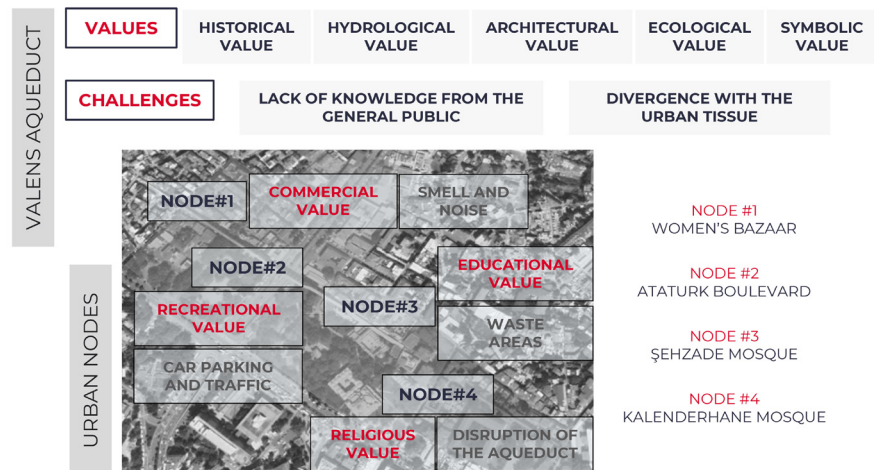 VALENS AQUEDUCT
VALUES
HISTORICAL
VALUE
HYDROLOGICAL
VALUE
ARCHITECTURAL
VALUE
ECOLOGICAL
VALUE
SYMBOLIC
VALUE
CHALLENGES
LACK OF KNOWLEDGE FROM THE
GENERAL PUBLIC
DIVERGENCE WITH THE
URBAN TISSUE
URBAN NODES
NODE#1
COMMERCIAL
VALUE
SMELL AND
NOISE
NODE#2
RECREATIONAL
VALUE
CAR PARKING
AND TRAFFIC
NODE#3
EDUCATIONAL
VALUE
WASTE
AREAS
NODE#4
RELIGIOUS
VALUE
DISRUPTION OF
THE AQUEDUCT
NODE #1
WOMEN'S BAZAAR
NODE #2
ATATURK BOULEVARD
NODE #3
ŞEHZADE MOSQUE
NODE #4
KALENDERHANE MOSQUE